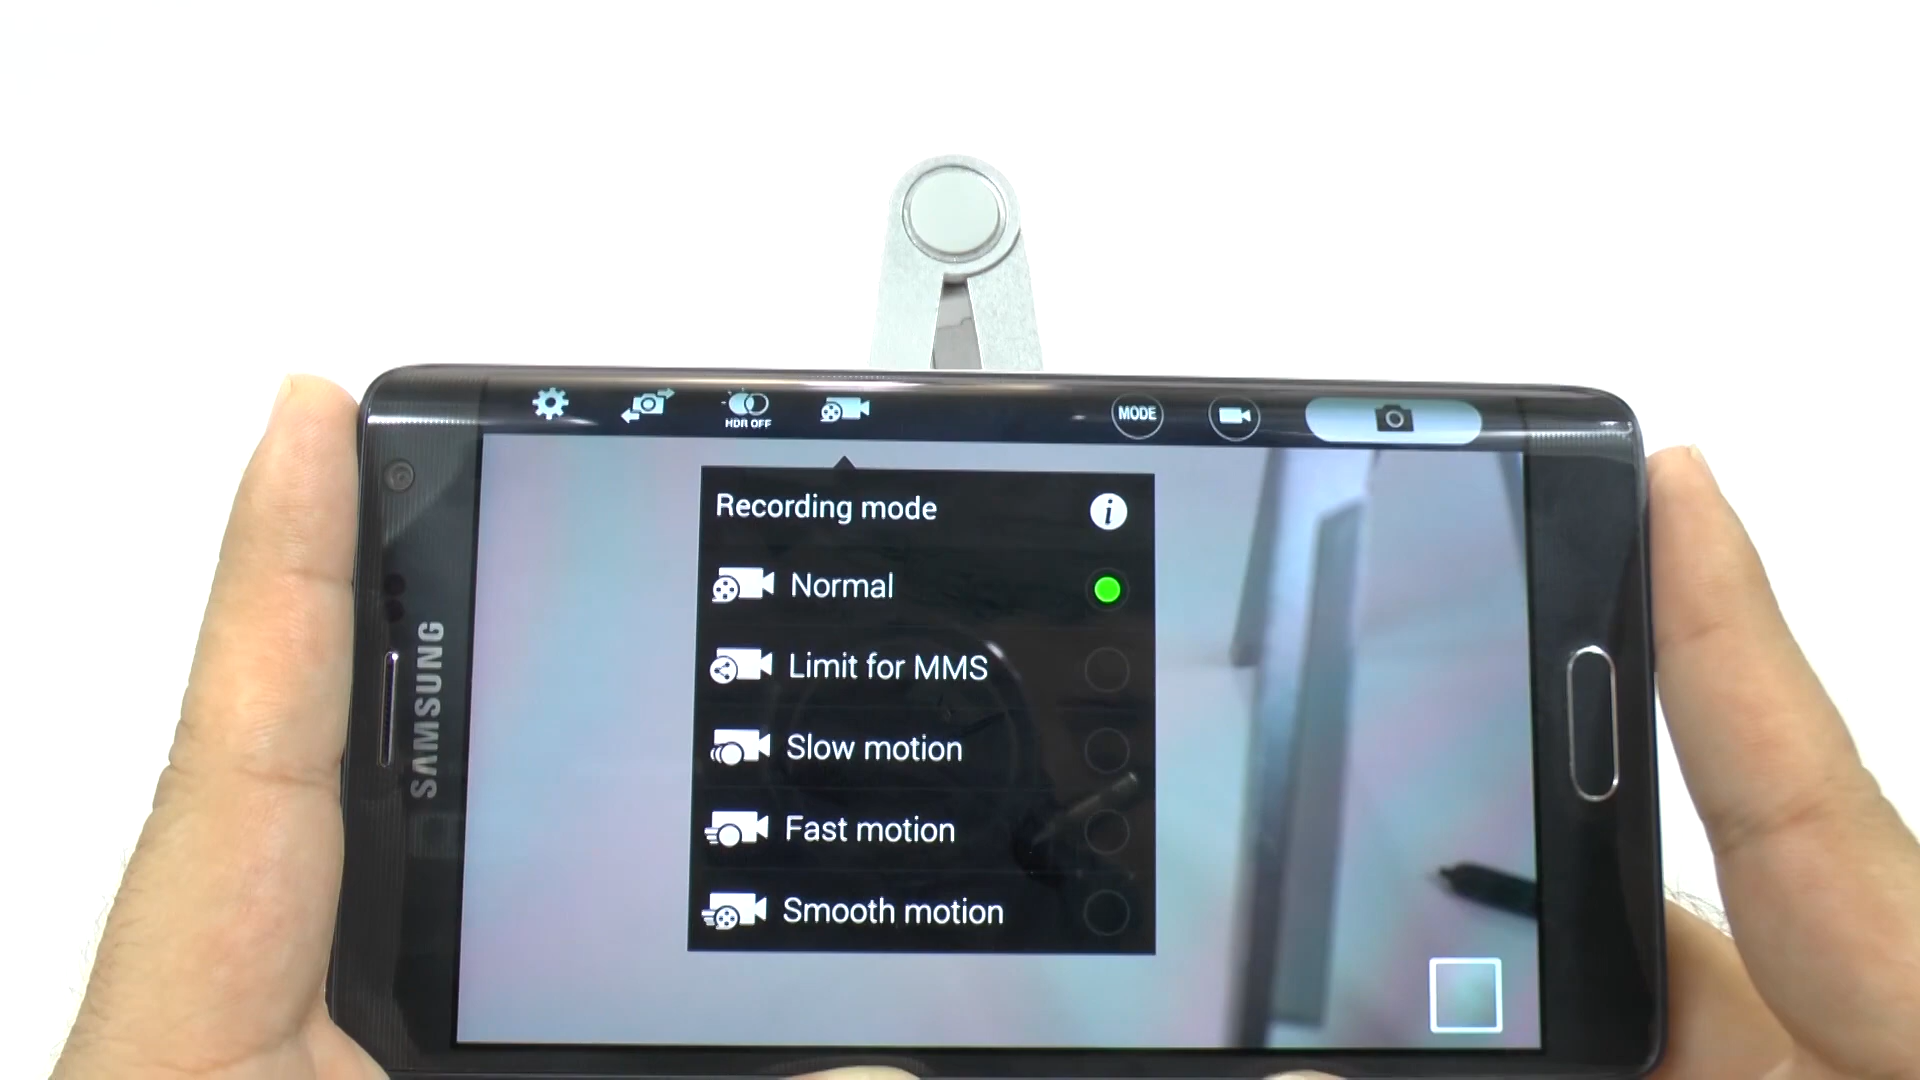 HDR OFF
MODE
Recording mode
i
Normal
Limit for MMS
Slow motion
Fast motion
Smooth motion
SAMSUNG